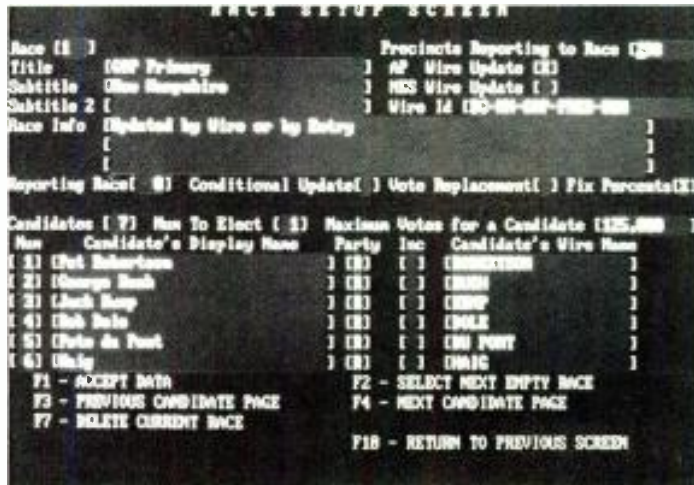 RACE SETUP SCREEN
Race [1 ] Precincts Reporting to Race [298
Title [GOP Primary ] AP Wire Update [X]
Subtitle [New Hampshire ] NES Wire Update [ ]
Subtitle 2 [ ] Wire Id [
Race Info [Updated by Wire or by Entry ]
[ ]
[ ]
Reporting Race[ 0] Conditional Update[ ] Vote Replacement[ ] Fix Percents[X]
Candidates [ 7] Num To Elect [ 1] Maximum Votes for a Candidate [125,000 ]
Num Candidate's Display Name Party Inc Candidate's Wire Name
[ 1] [Pat Robertson ] [R] [ ] [ROBERTSON ]
[ 2] [George Bush ] [R] [ ] [BUSH ]
[ 3] [Jack Kemp ] [R] [ ] [KEMP ]
[ 4] [Bob Dole ] [R] [ ] [DOLE ]
[ 5] [Pete du Pont ] [R] [ ] [DU PONT ]
[ 6] [Haig ] [R] [ ] [HAIG ]
F1 - ACCEPT DATA F2 - SELECT NEXT EMPTY RACE
F3 - PREVIOUS CANDIDATE PAGE F4 - NEXT CANDIDATE PAGE
F7 - DELETE CURRENT RACE
F10 - RETURN TO PREVIOUS SCREEN